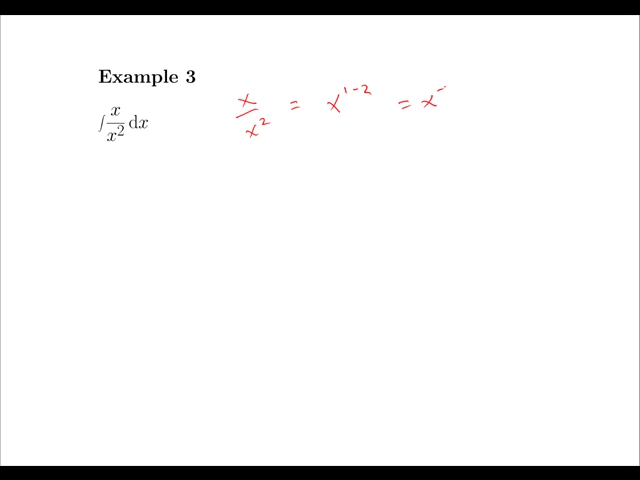 Example 3
∫ x/x² dx
x/x² = x^{1-2} = x^{-